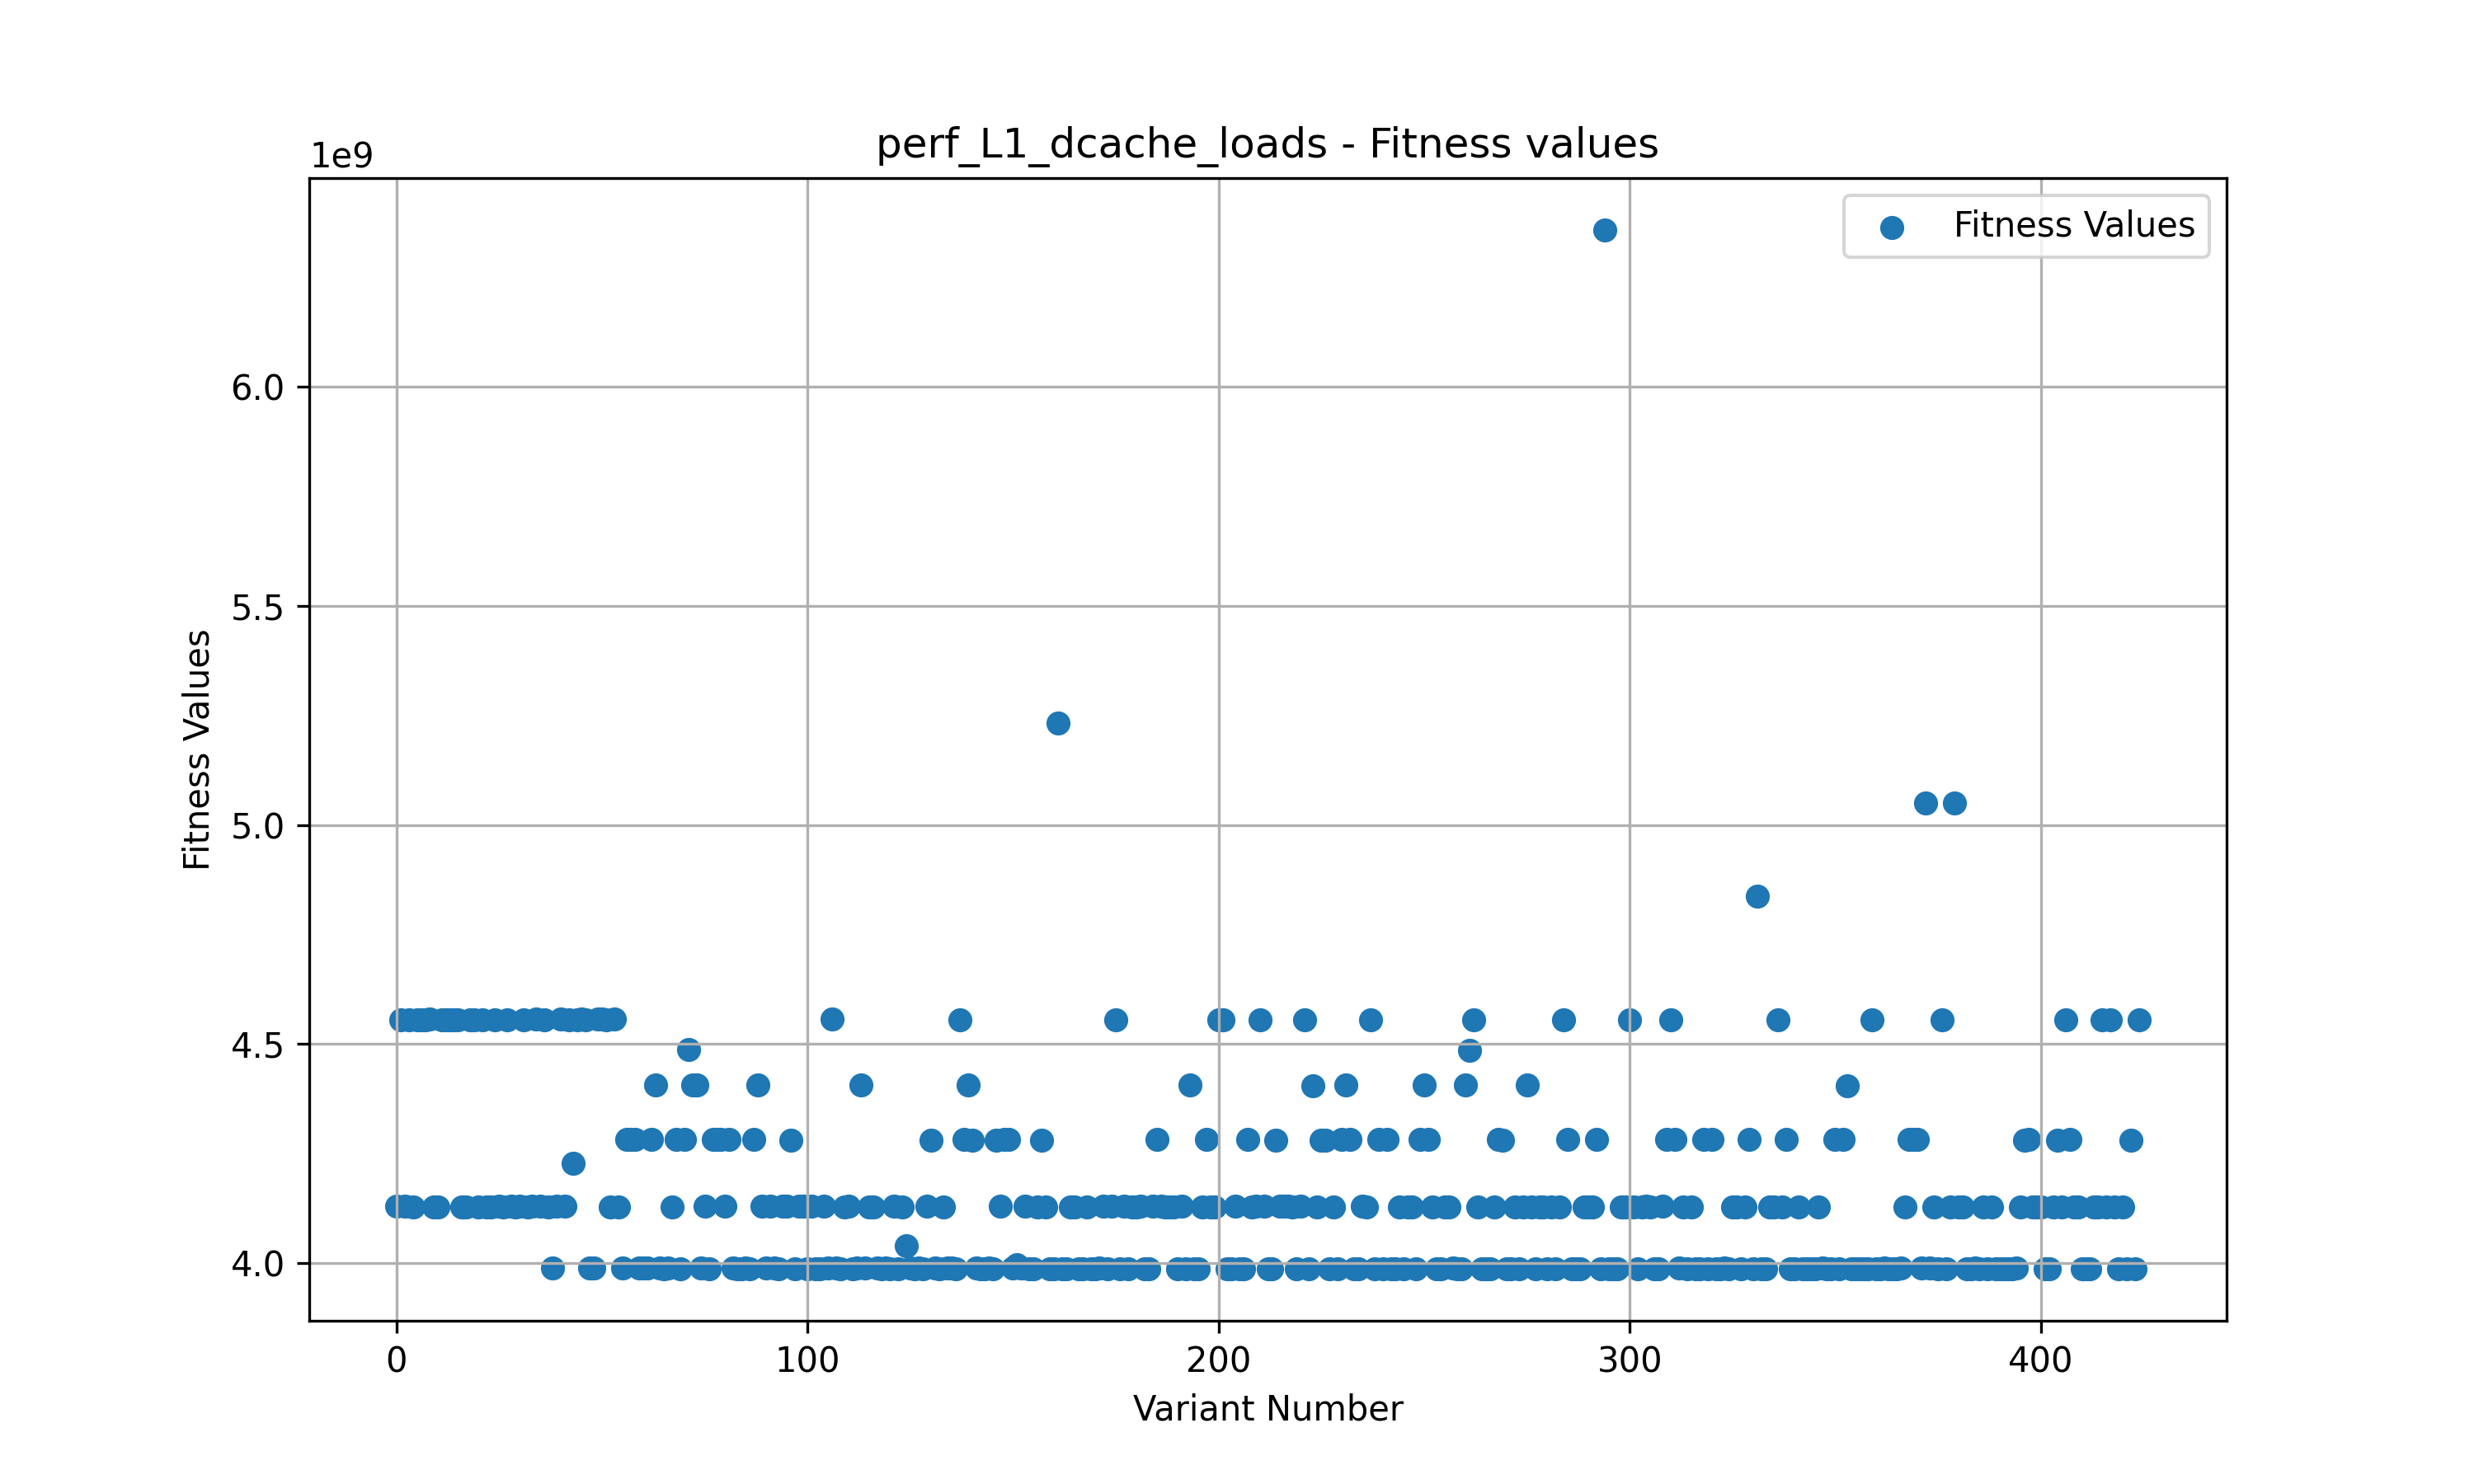 perf_L1_dcache_loads - Fitness values
1e9
Fitness Values
6.0
5.5
5.0
4.5
4.0
Fitness Values
0 100 200 300 400
Variant Number